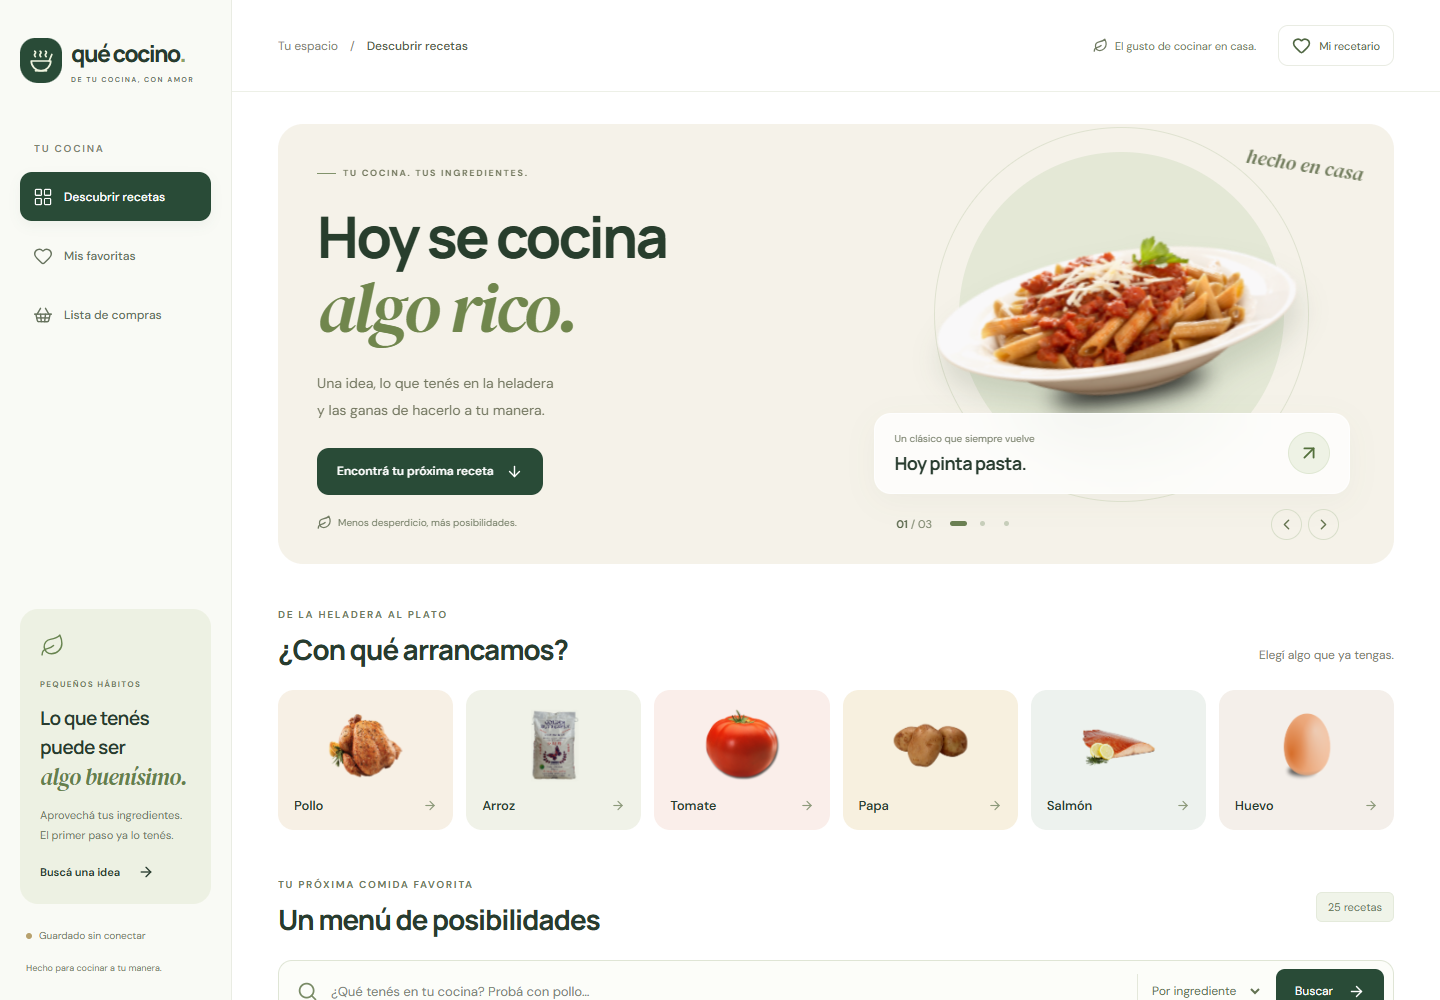 qué cocino.
DE TU COCINA, CON AMOR
TU COCINA
Descubrir recetas
Mis favoritas
Lista de compras
PEQUEÑOS HÁBITOS
Lo que tenés
puede ser
algo buenísimo.
Aprovechá tus ingredientes.
El primer paso ya lo tenés.
Buscá una idea
Guardado sin conectar
Hecho para cocinar a tu manera.
Tu espacio / Descubrir recetas
El gusto de cocinar en casa.
Mi recetario
TU COCINA. TUS INGREDIENTES.
Hoy se cocina
algo rico.
Una idea, lo que tenés en la heladera
y las ganas de hacerlo a tu manera.
Encontrá tu próxima receta
Menos desperdicio, más posibilidades.
hecho en casa
Un clásico que siempre vuelve
Hoy pinta pasta.
01 / 03
DE LA HELADERA AL PLATO
¿Con qué arrancamos?
Elegí algo que ya tengas.
Pollo
Arroz
Tomate
Papa
Salmón
Huevo
TU PRÓXIMA COMIDA FAVORITA
Un menú de posibilidades
25 recetas
¿Qué tenés en tu cocina? Probá con pollo...
Por ingrediente
Buscar